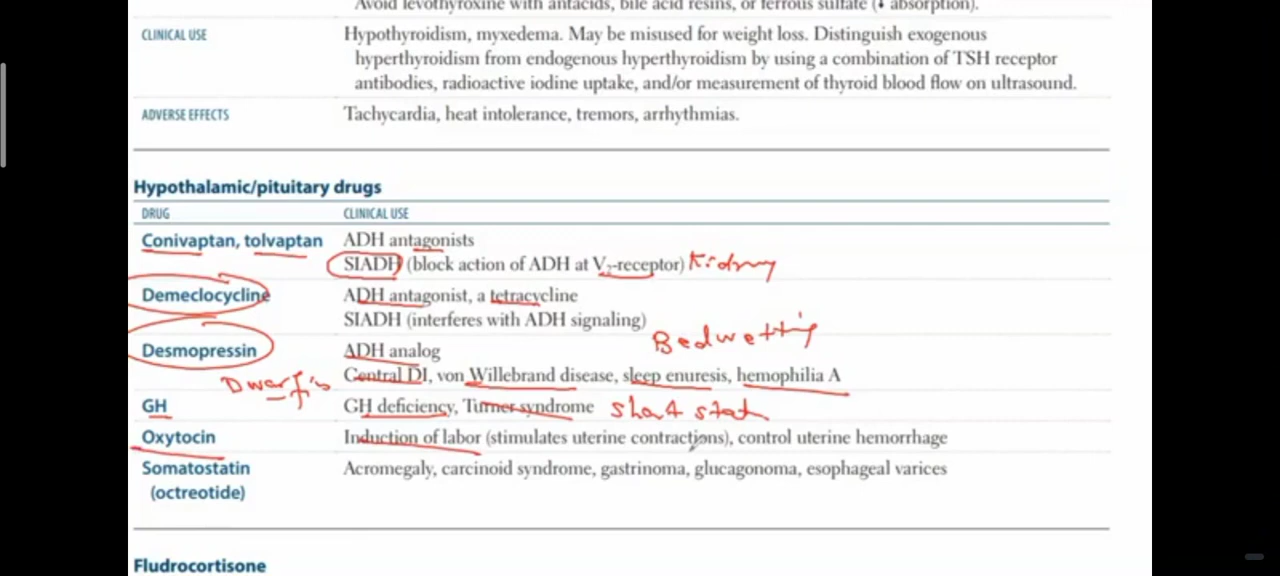 Avoid levothyroxine with antacids, bile acid resins, or ferrous sulfate (↓ absorption).
CLINICAL USE Hypothyroidism, myxedema. May be misused for weight loss. Distinguish exogenous
hyperthyroidism from endogenous hyperthyroidism by using a combination of TSH receptor
antibodies, radioactive iodine uptake, and/or measurement of thyroid blood flow on ultrasound.
ADVERSE EFFECTS Tachycardia, heat intolerance, tremors, arrhythmias.
Hypothalamic/pituitary drugs
DRUG CLINICAL USE
Conivaptan, tolvaptan ADH antagonists
SIADH (block action of ADH at V₂-receptor) Kidney
Demeclocycline ADH antagonist, a tetracycline
SIADH (interferes with ADH signaling)
Bedwetting
Desmopressin ADH analog
Central DI, von Willebrand disease, sleep enuresis, hemophilia A
GH GH deficiency, Turner syndrome short stat
Oxytocin Induction of labor (stimulates uterine contractions), control uterine hemorrhage
Somatostatin Acromegaly, carcinoid syndrome, gastrinoma, glucagonoma, esophageal varices
(octreotide)
Fludrocortisone